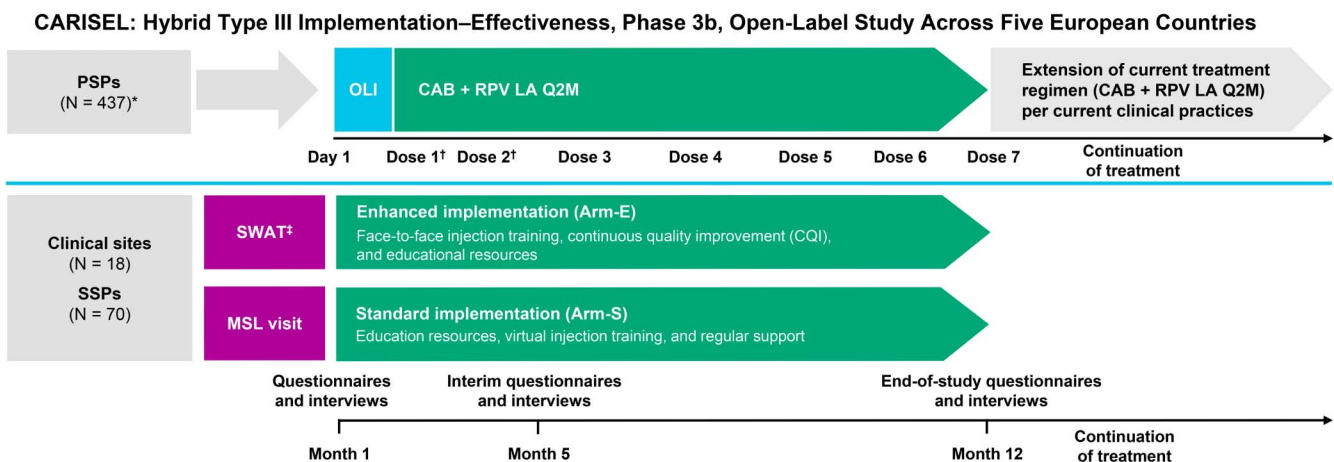 CARISEL: Hybrid Type III Implementation–Effectiveness, Phase 3b, Open-Label Study Across Five European Countries
PSPs
(N = 437)*
OLI
CAB + RPV LA Q2M
Extension of current treatment
regimen (CAB + RPV LA Q2M)
per current clinical practices
Day 1
Dose 1†
Dose 2†
Dose 3
Dose 4
Dose 5
Dose 6
Dose 7
Continuation
of treatment
Clinical sites
(N = 18)
SSPs
(N = 70)
SWAT‡
Enhanced implementation (Arm-E)
Face-to-face injection training, continuous quality improvement (CQI),
and educational resources
MSL visit
Standard implementation (Arm-S)
Education resources, virtual injection training, and regular support
Questionnaires
and interviews
Interim questionnaires
and interviews
End-of-study questionnaires
and interviews
Month 1
Month 5
Month 12
Continuation
of treatment